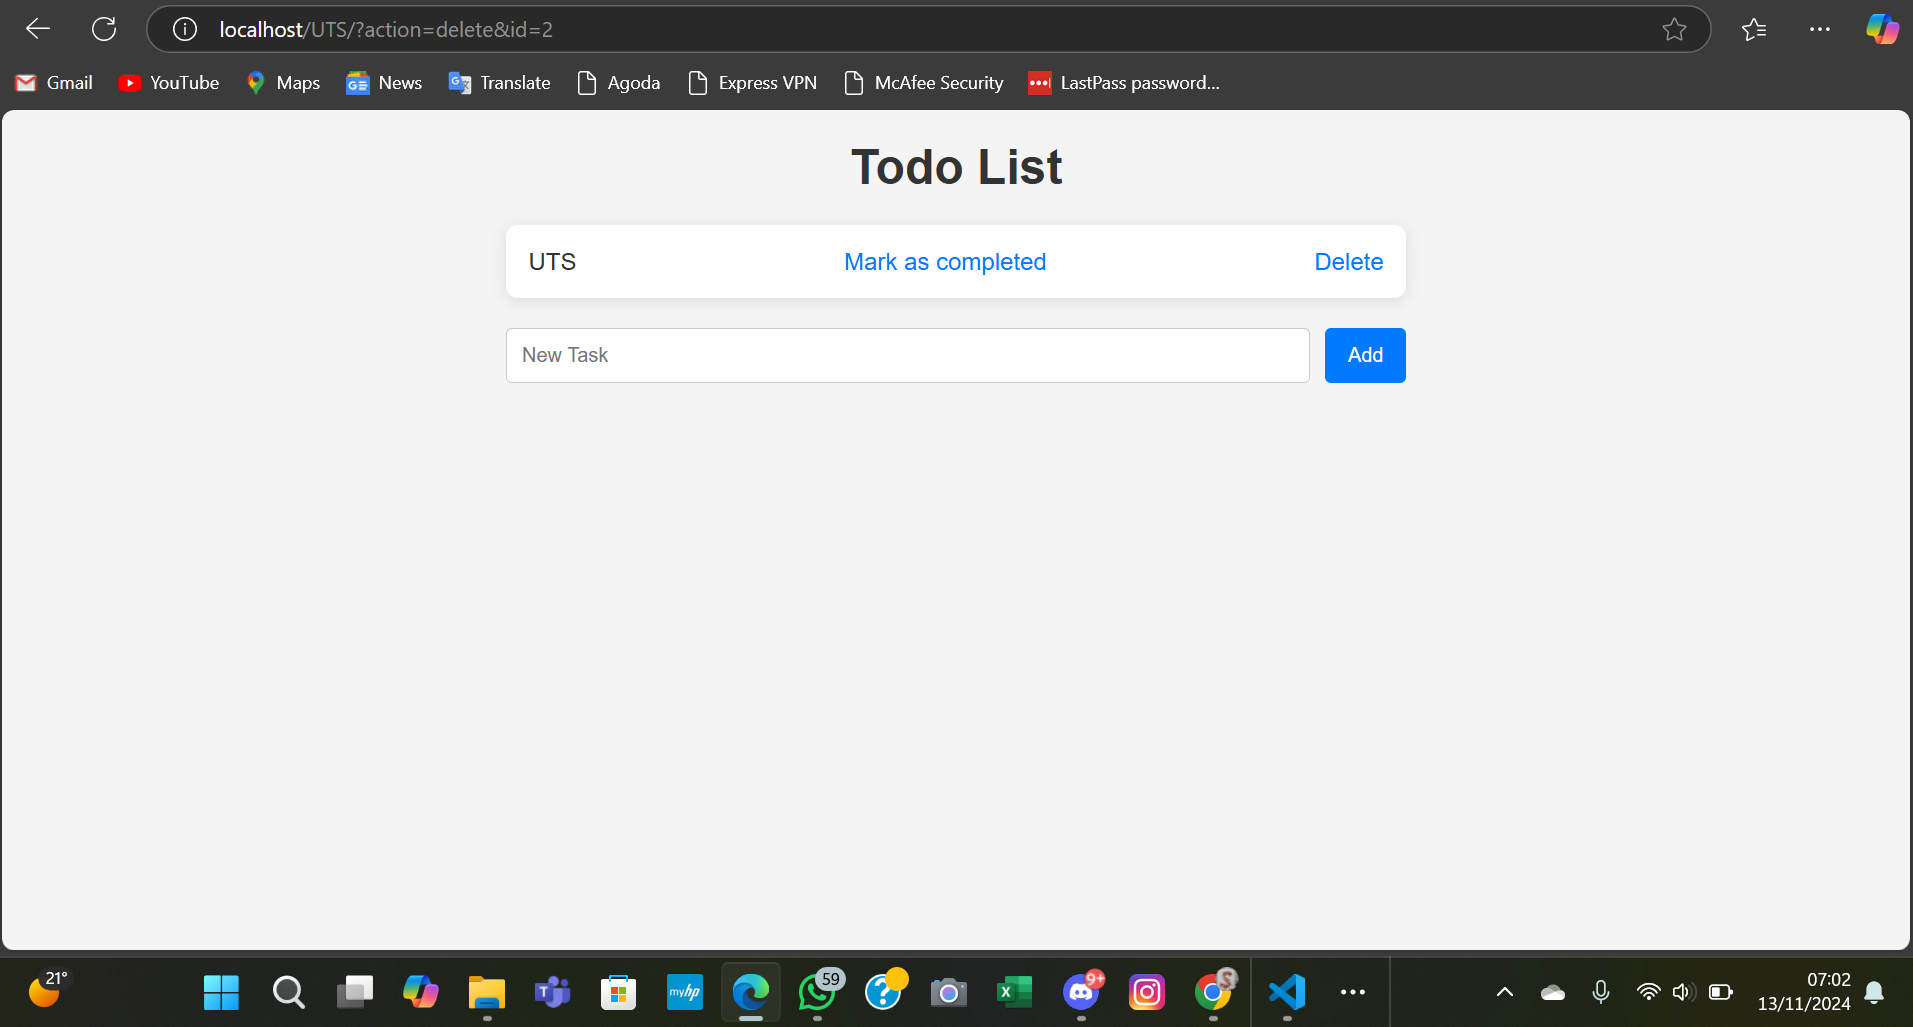 localhost/UTS/?action=delete&id=2
Gmail YouTube Maps News Translate Agoda Express VPN McAfee Security LastPass password...
Todo List
UTS Mark as completed Delete
New Task Add
21°
myhp
59
9+
07:02
13/11/2024